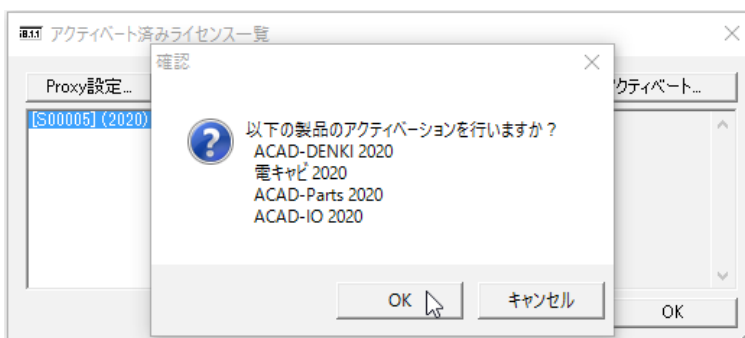 アクティベート済みライセンス一覧
確認
Proxy設定...
クティベート...
[S00005] (2020)
以下の製品のアクティベーションを行いますか？
ACAD-DENKI 2020
電キャビ 2020
ACAD-Parts 2020
ACAD-IO 2020
OK
キャンセル
OK